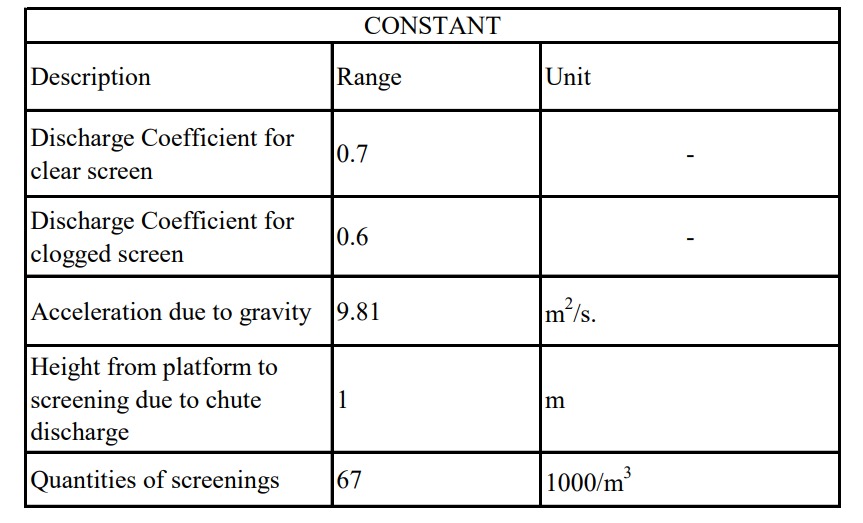 CONSTANT
Description Range Unit
Discharge Coefficient for
clear screen 0.7 -
Discharge Coefficient for
clogged screen 0.6 -
Acceleration due to gravity 9.81 m²/s.
Height from platform to
screening due to chute 1 m
discharge
Quantities of screenings 67 1000/m³